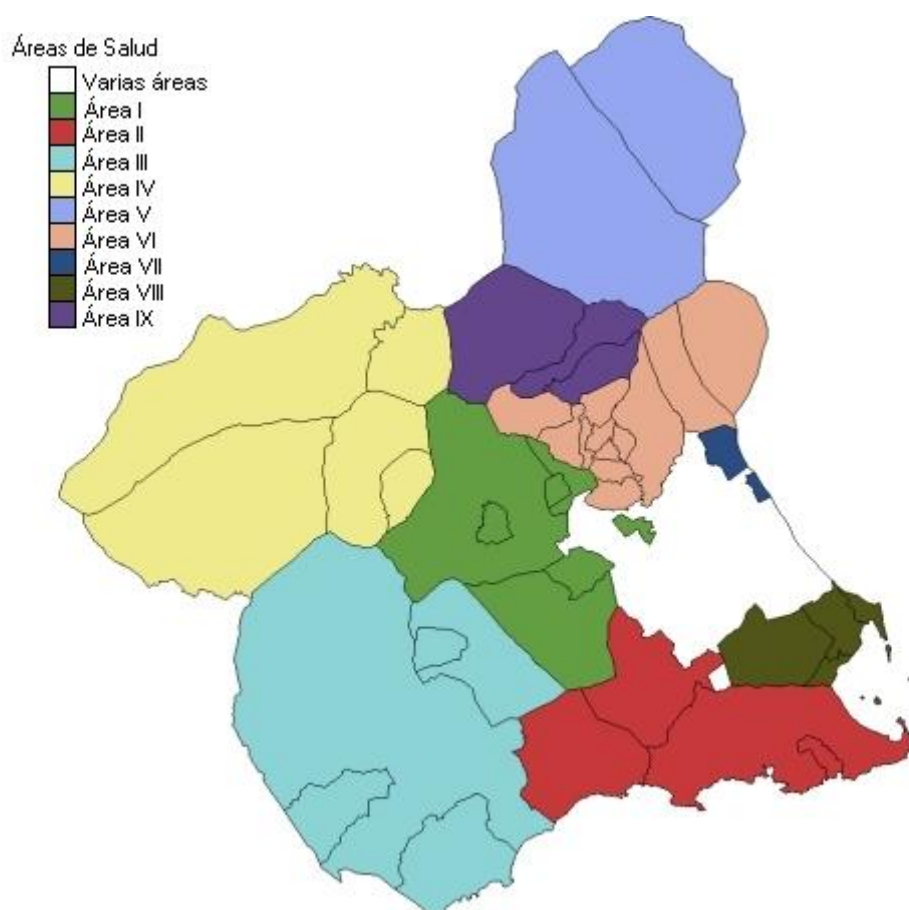 Áreas de Salud
Varias áreas
Área I
Área II
Área III
Área IV
Área V
Área VI
Área VII
Área VIII
Área IX